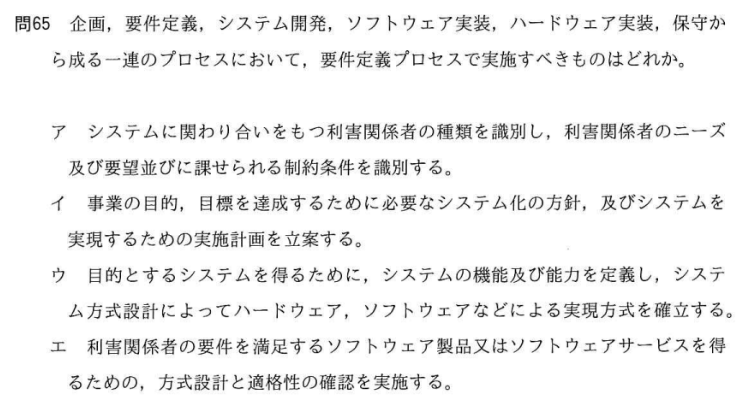 問65 企画，要件定義，システム開発，ソフトウェア実装，ハードウェア実装，保守か
ら成る一連のプロセスにおいて，要件定義プロセスで実施すべきものはどれか。
ア システムに関わり合いをもつ利害関係者の種類を識別し，利害関係者のニーズ
及び要望並びに課せられる制約条件を識別する。
イ 事業の目的，目標を達成するために必要なシステム化の方針，及びシステムを
実現するための実施計画を立案する。
ウ 目的とするシステムを得るために，システムの機能及び能力を定義し，システ
ム方式設計によってハードウェア，ソフトウェアなどによる実現方式を確立する。
エ 利害関係者の要件を満足するソフトウェア製品又はソフトウェアサービスを得
るための，方式設計と適格性の確認を実施する。